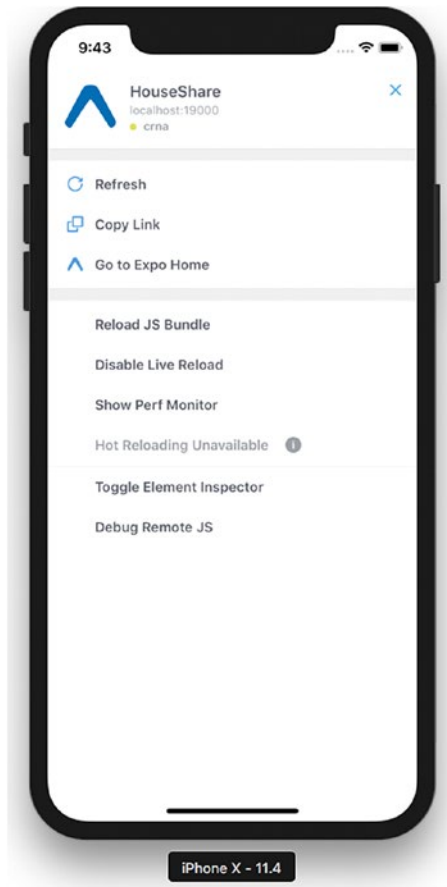 9:43
HouseShare
localhost:19000
crna
Refresh
Copy Link
Go to Expo Home
Reload JS Bundle
Disable Live Reload
Show Perf Monitor
Hot Reloading Unavailable
Toggle Element Inspector
Debug Remote JS
iPhone X - 11.4